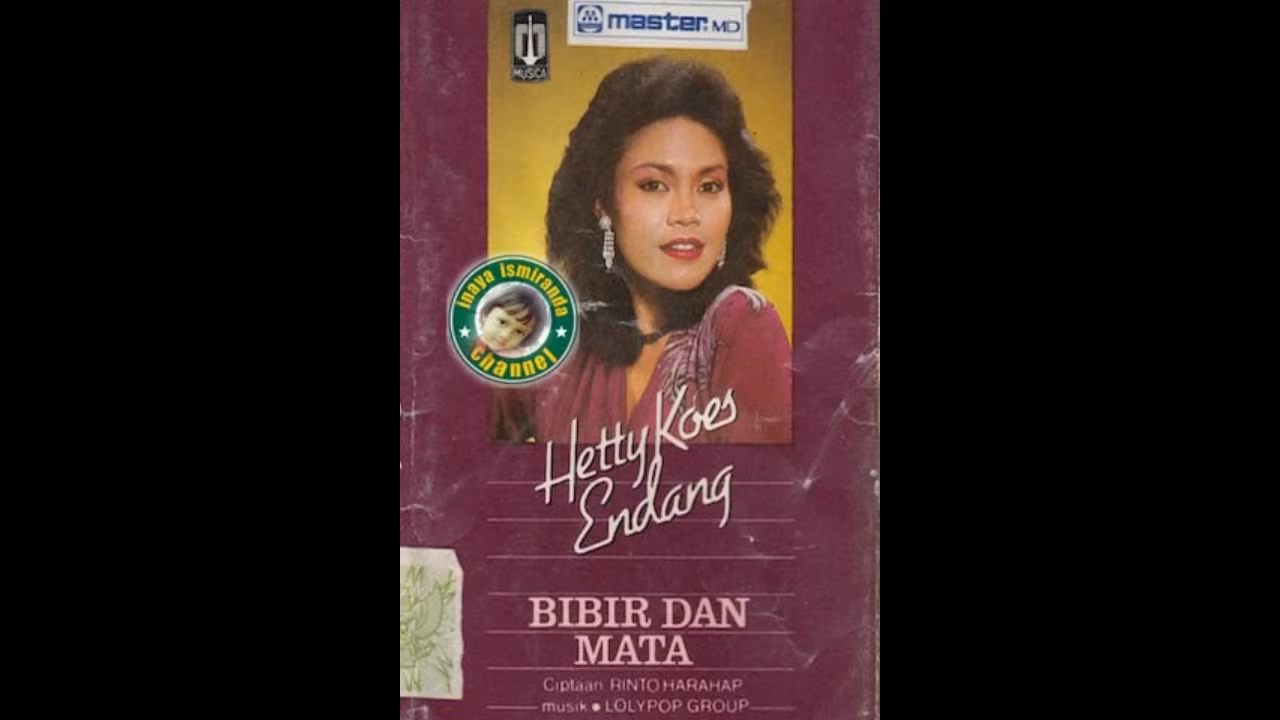 master.MD
MUSICA
inaya ismiranda
channel
Hetty Koes
Endang
BIBIR DAN
MATA
Ciptaan RINTO HARAHAP
musik • LOLYPOP GROUP